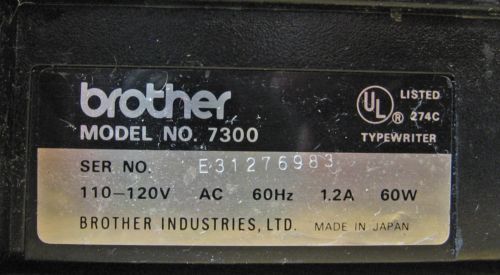 brother
MODEL NO. 7300
UL ® LISTED 274C
TYPEWRITER
SER NO. E31276983
110–120V AC 60Hz 1.2A 60W
BROTHER INDUSTRIES, LTD. MADE IN JAPAN